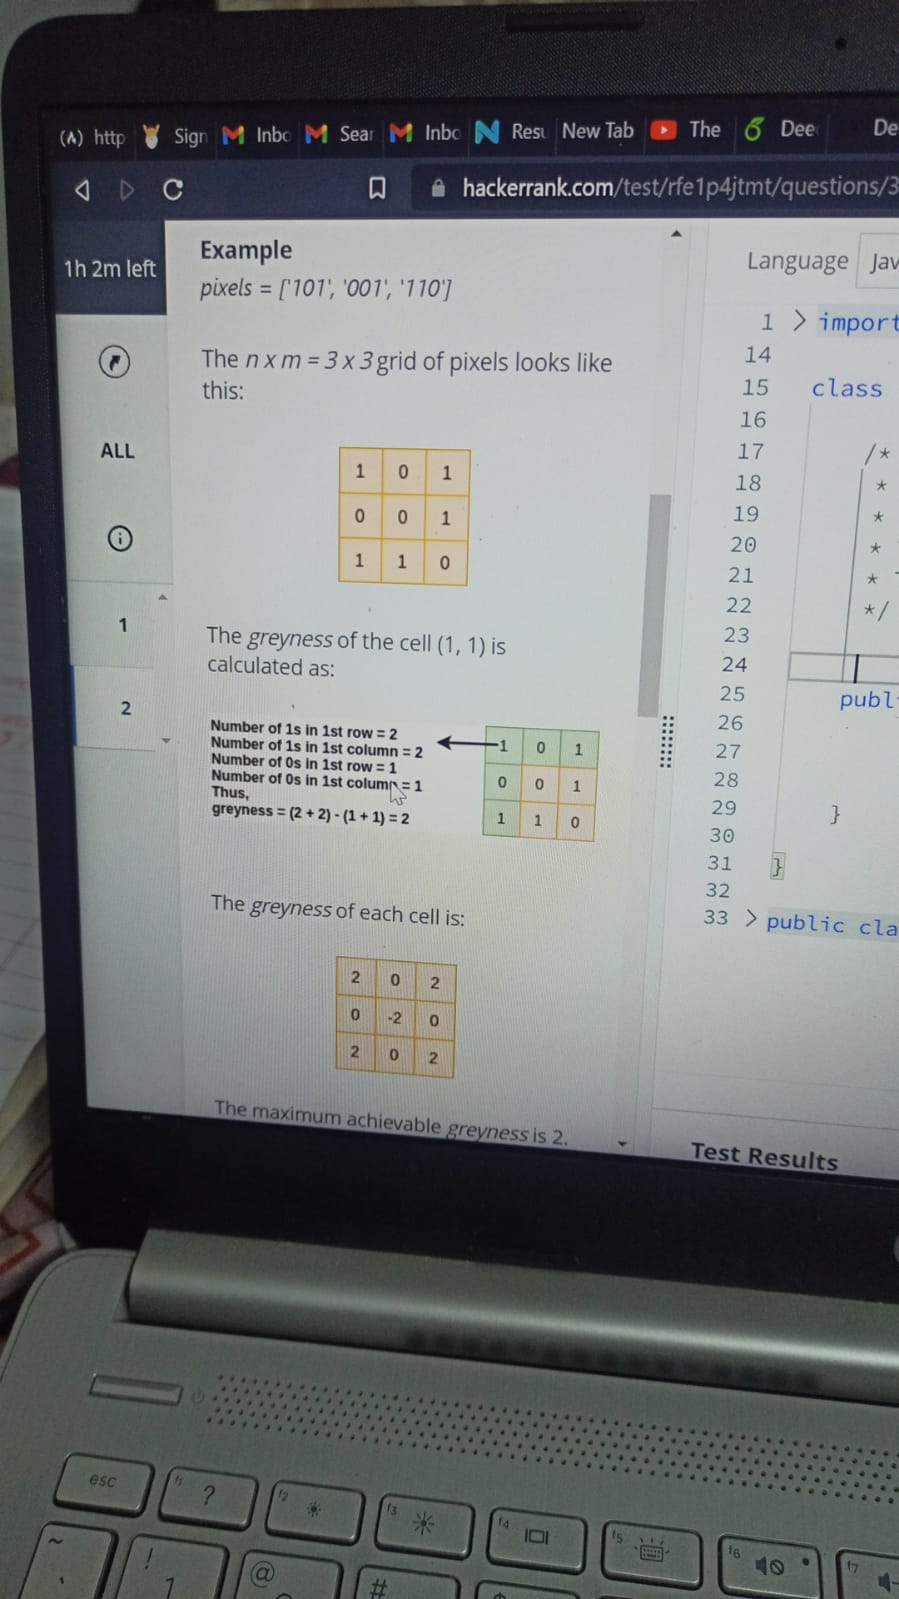 (A) http Sign Inbo Sear Inbo Resu New Tab The Dee De
hackerrank.com/test/rfe1p4jtmt/questions/3
1h 2m left
ALL
1
2
Example
pixels = ['101', '001', '110']
The n x m = 3 x 3 grid of pixels looks like
this:
1 0 1
0 0 1
1 1 0
The greyness of the cell (1, 1) is
calculated as:
Number of 1s in 1st row = 2
Number of 1s in 1st column = 2
Number of 0s in 1st row = 1
Number of 0s in 1st column = 1
Thus,
greyness = (2 + 2) - (1 + 1) = 2
1 0 1
0 0 1
1 1 0
The greyness of each cell is:
2 0 2
0 -2 0
2 0 2
The maximum achievable greyness is 2.
Language Jav
1 > import
14
15 class
16
17 /*
18 *
19 *
20 *
21 *
22 */
23
24
25 publ
26
27
28
29 }
30
31 }
32
33 > public cla
Test Results
esc
f1 ?
f2
f3
f4
f5
f6
f7
~ `
! 1
@
#